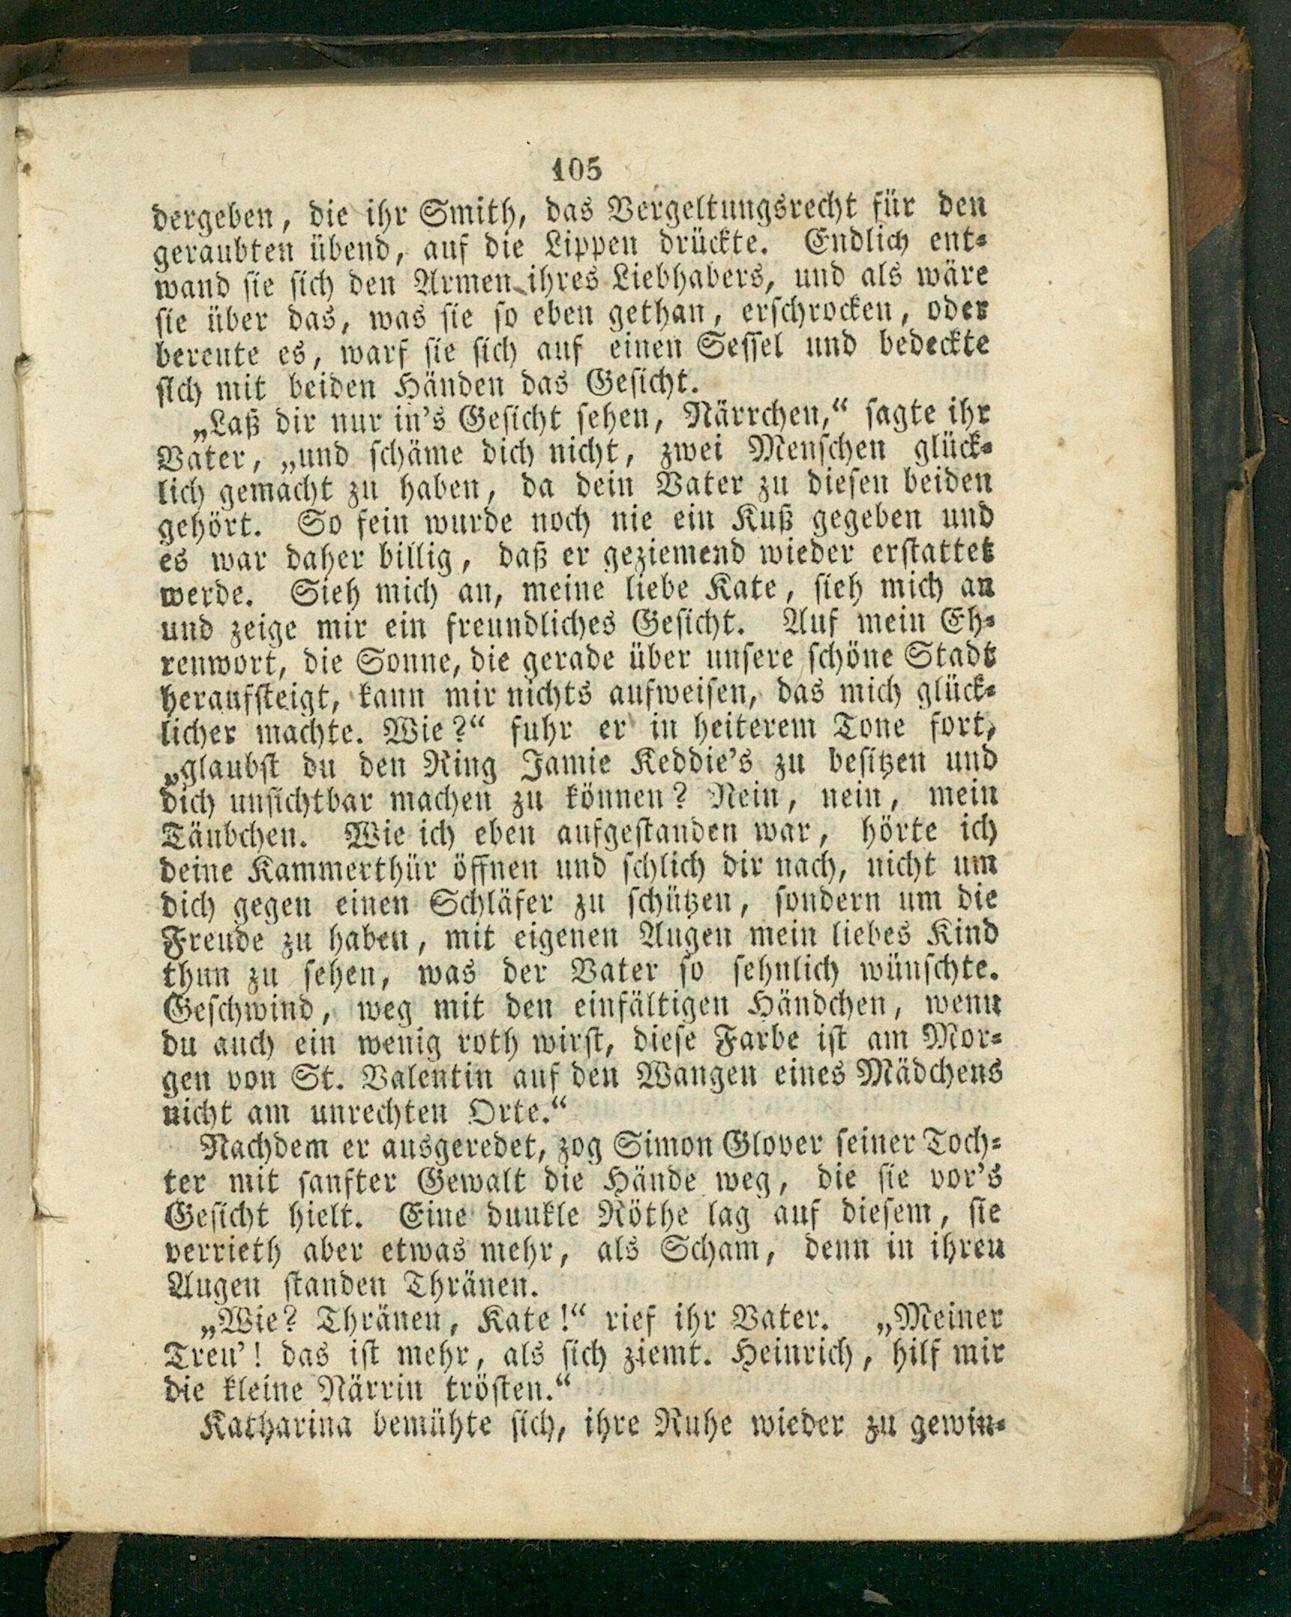 105
dergeben, die ihr Smith, das Vergeltungsrecht für den
geraubten übend, auf die Lippen drückte. Endlich ent-
wand sie sich den Armen ihres Liebhabers, und als wäre
sie über das, was sie so eben gethan, erschrocken, oder
bereute es, warf sie sich auf einen Sessel und bedeckte
sich mit beiden Händen das Gesicht.
„Laß dir nur in's Gesicht sehen, Närrchen,“ sagte ihr
Vater, „und schäme dich nicht, zwei Menschen glück-
lich gemacht zu haben, da dein Vater zu diesen beiden
gehört. So fein wurde noch nie ein Kuß gegeben und
es war daher billig, daß er geziemend wieder erstattet
werde. Sieh mich an, meine liebe Kate, sieh mich an
und zeige mir ein freundliches Gesicht. Auf mein Eh-
renwort, die Sonne, die gerade über unsere schöne Stadt
heraufsteigt, kann mir nichts aufweisen, das mich glück-
licher machte. Wie?“ fuhr er in heiterem Tone fort,
„glaubst du den Ring Jamie Keddie's zu besitzen und
dich unsichtbar machen zu können? Nein, nein, mein
Täubchen. Wie ich eben aufgestanden war, hörte ich
deine Kammerthür öffnen und schlich dir nach, nicht um
dich gegen einen Schläfer zu schützen, sondern um die
Freude zu haben, mit eigenen Augen mein liebes Kind
thun zu sehen, was der Vater so sehnlich wünschte.
Geschwind, weg mit den einfältigen Händchen, wenn
du auch ein wenig roth wirst, diese Farbe ist am Mor-
gen von St. Valentin auf den Wangen eines Mädchens
nicht am unrechten Orte.“
Nachdem er ausgeredet, zog Simon Glover seiner Toch-
ter mit sanfter Gewalt die Hände weg, die sie vor's
Gesicht hielt. Eine dunkle Röthe lag auf diesem, sie
verrieth aber etwas mehr, als Scham, denn in ihren
Augen standen Thränen.
„Wie? Thränen, Kate!“ rief ihr Vater. „Meiner
Treu'! das ist mehr, als sich ziemt. Heinrich, hilf mir
die kleine Närrin trösten.“
Katharina bemühte sich, ihre Ruhe wieder zu gewin-